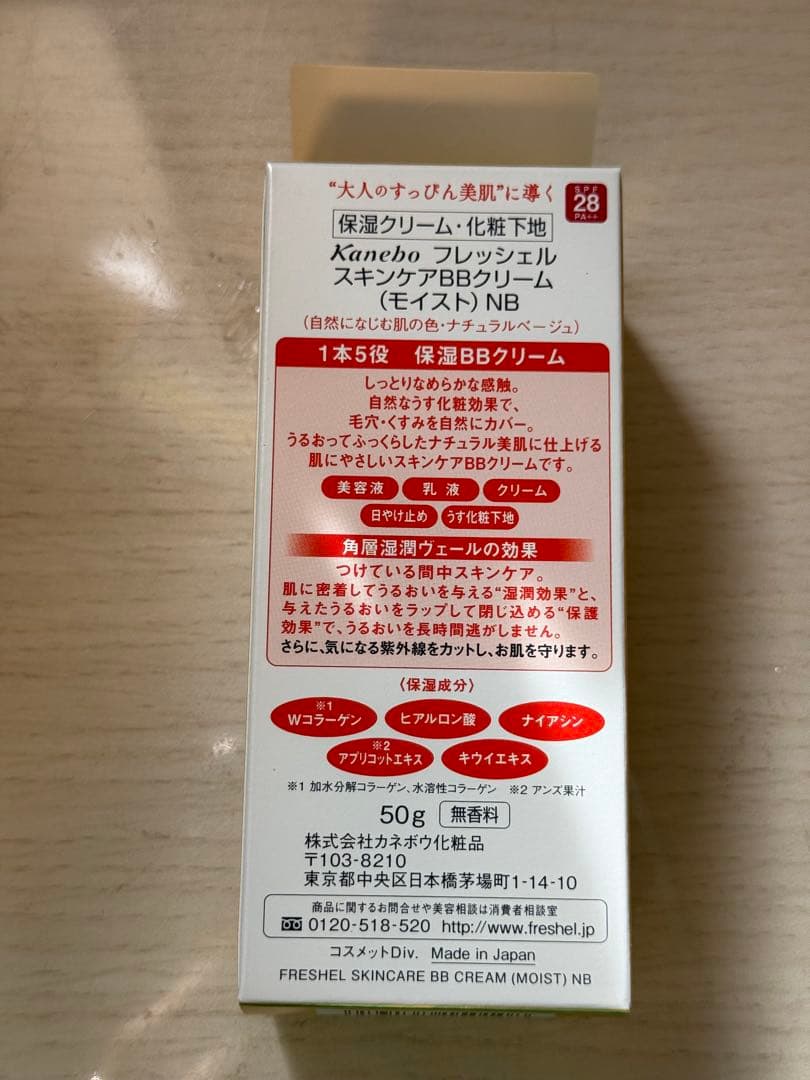 “大人のすっぴん美肌”に導く
SPF
28
PA++
保湿クリーム・化粧下地
Kanebo フレッシェル
スキンケアBBクリーム
（モイスト）NB
（自然になじむ肌の色・ナチュラルベージュ）
1本5役 保湿BBクリーム
しっとりなめらかな感触。
自然なうす化粧効果で、
毛穴・くすみを自然にカバー。
うるおってふっくらしたナチュラル美肌に仕上げる
肌にやさしいスキンケアBBクリームです。
美容液 乳液 クリーム
日やけ止め うす化粧下地
角層湿潤ヴェールの効果
つけている間中スキンケア。
肌に密着してうるおいを与える“湿潤効果”と、
与えたうるおいをラップして閉じ込める“保護
効果”で、うるおいを長時間逃がしません。
さらに、気になる紫外線をカットし、お肌を守ります。
〈保湿成分〉
※1
Wコラーゲン ヒアルロン酸 ナイアシン
※2
アプリコットエキス キウイエキス
※1 加水分解コラーゲン、水溶性コラーゲン ※2 アンズ果汁
50g 無香料
株式会社カネボウ化粧品
〒103-8210
東京都中央区日本橋茅場町1-14-10
商品に関するお問合せや美容相談は消費者相談室
0120-518-520 http://www.freshel.jp
コスメットDiv. Made in Japan
FRESHEL SKINCARE BB CREAM (MOIST) NB